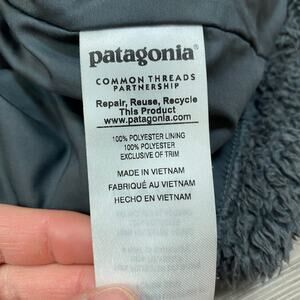 patagonia®
COMMON THREADS
PARTNERSHIP
Repair, Reuse, Recycle
This Product
www.patagonia.com
100% POLYESTER LINING
100% POLYESTER
EXCLUSIVE OF TRIM
MADE IN VIETNAM
FABRIQUÉ AU VIETNAM
HECHO EN VIETNAM